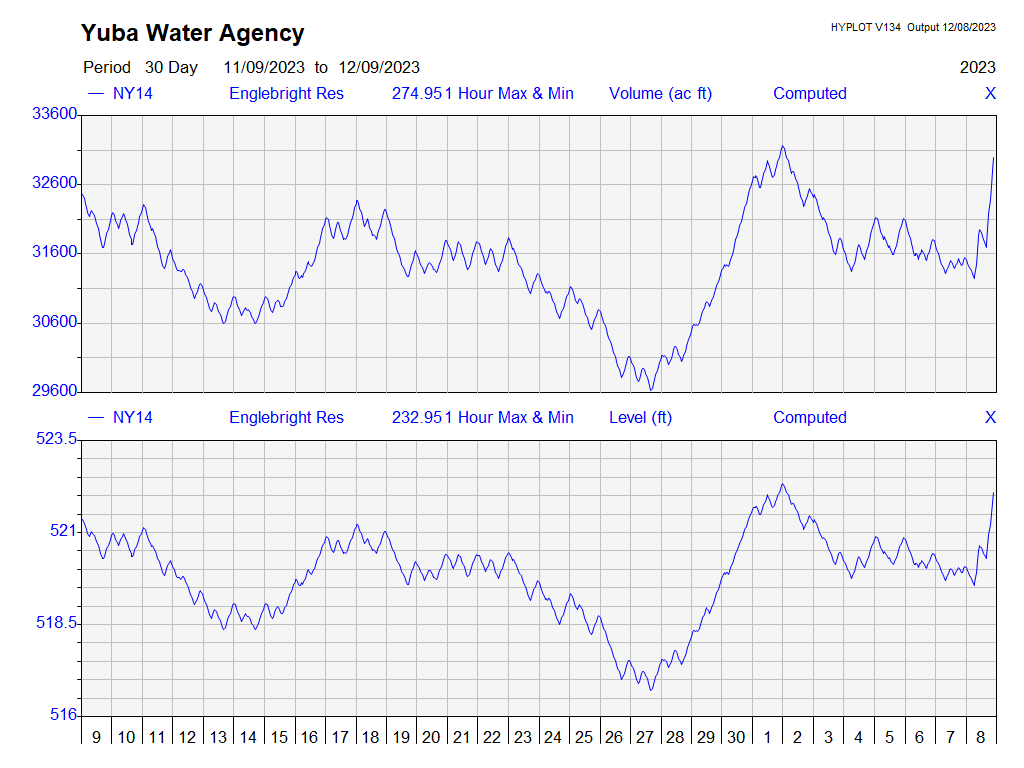 Yuba Water Agency
HYPLOT V134 Output 12/08/2023
Period 30 Day 11/09/2023 to 12/09/2023
2023
NY14 Englebright Res 274.951 Hour Max & Min Volume (ac ft) Computed X
33600
32600
31600
30600
29600
NY14 Englebright Res 232.951 Hour Max & Min Level (ft) Computed X
523.5
521
518.5
516
9 10 11 12 13 14 15 16 17 18 19 20 21 22 23 24 25 26 27 28 29 30 1 2 3 4 5 6 7 8